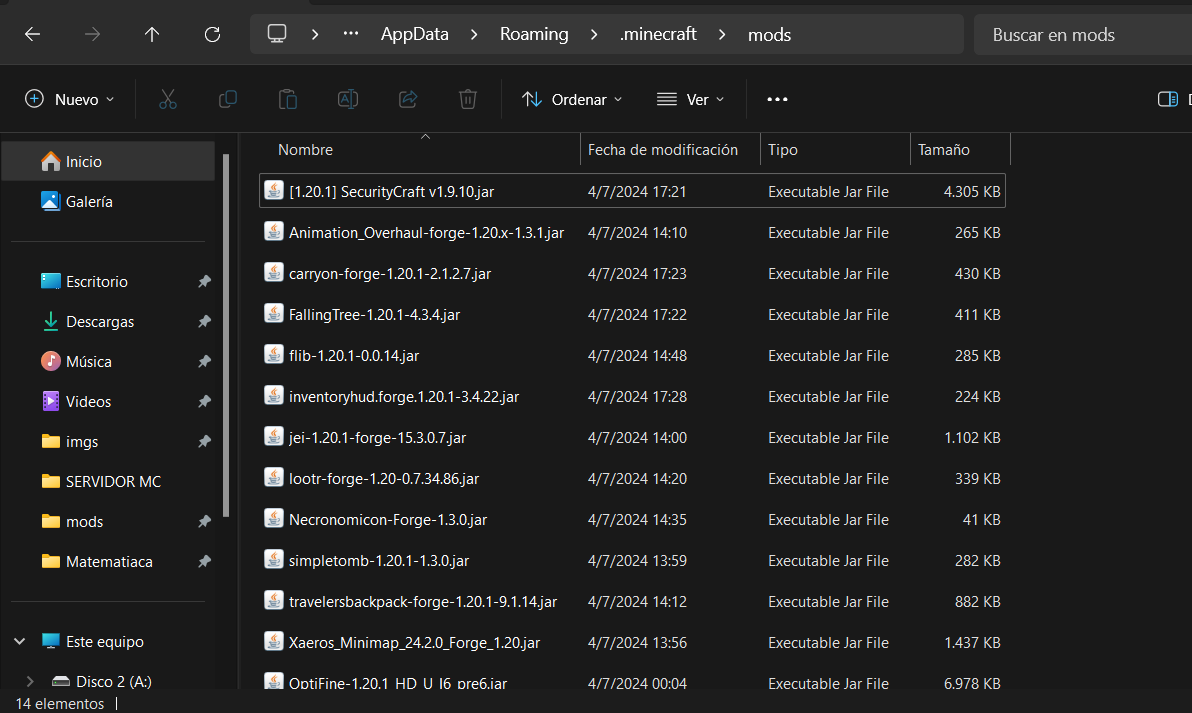 AppData > Roaming > .minecraft > mods
Buscar en mods
Nuevo
Ordenar
Ver
Nombre Fecha de modificación Tipo Tamaño
Inicio
Galería
Escritorio
Descargas
Música
Videos
imgs
SERVIDOR MC
mods
Matematiaca
Este equipo
Disco 2 (A:)
[1.20.1] SecurityCraft v1.9.10.jar 4/7/2024 17:21 Executable Jar File 4.305 KB
Animation_Overhaul-forge-1.20.x-1.3.1.jar 4/7/2024 14:10 Executable Jar File 265 KB
carryon-forge-1.20.1-2.1.2.7.jar 4/7/2024 17:23 Executable Jar File 430 KB
FallingTree-1.20.1-4.3.4.jar 4/7/2024 17:22 Executable Jar File 411 KB
flib-1.20.1-0.0.14.jar 4/7/2024 14:48 Executable Jar File 285 KB
inventoryhud.forge.1.20.1-3.4.22.jar 4/7/2024 17:28 Executable Jar File 224 KB
jei-1.20.1-forge-15.3.0.7.jar 4/7/2024 14:00 Executable Jar File 1.102 KB
lootr-forge-1.20-0.7.34.86.jar 4/7/2024 14:20 Executable Jar File 339 KB
Necronomicon-Forge-1.3.0.jar 4/7/2024 14:35 Executable Jar File 41 KB
simpletomb-1.20.1-1.3.0.jar 4/7/2024 13:59 Executable Jar File 282 KB
travelersbackpack-forge-1.20.1-9.1.14.jar 4/7/2024 14:12 Executable Jar File 882 KB
Xaeros_Minimap_24.2.0_Forge_1.20.jar 4/7/2024 13:56 Executable Jar File 1.437 KB
OptiFine-1.20.1_HD_U_I6_pre6.jar 4/7/2024 00:04 Executable Jar File 6.978 KB
14 elementos